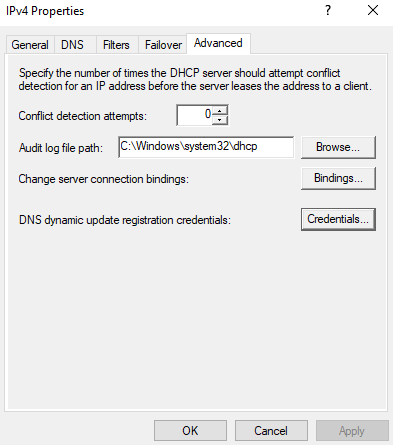 IPv4 Properties
? X
General DNS Filters Failover Advanced
Specify the number of times the DHCP server should attempt conflict
detection for an IP address before the server leases the address to a client.
Conflict detection attempts: 0
Audit log file path: C:\Windows\system32\dhcp Browse...
Change server connection bindings: Bindings...
DNS dynamic update registration credentials: Credentials...
OK Cancel Apply